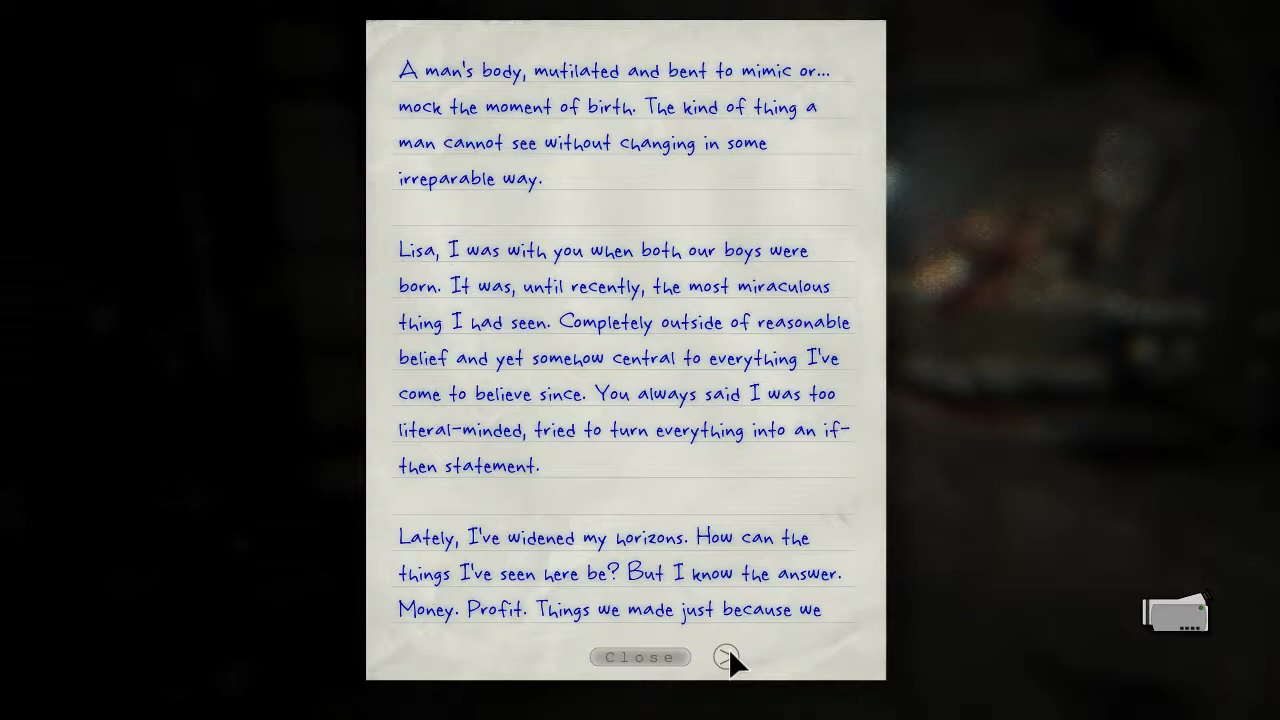 A man's body, mutilated and bent to mimic or...
mock the moment of birth. The kind of thing a
man cannot see without changing in some
irreparable way.
Lisa, I was with you when both our boys were
born. It was, until recently, the most miraculous
thing I had seen. Completely outside of reasonable
belief and yet somehow central to everything I've
come to believe since. You always said I was too
literal-minded, tried to turn everything into an if-
then statement.
Lately, I've widened my horizons. How can the
things I've seen here be? But I know the answer.
Money. Profit. Things we made just because we
Close >